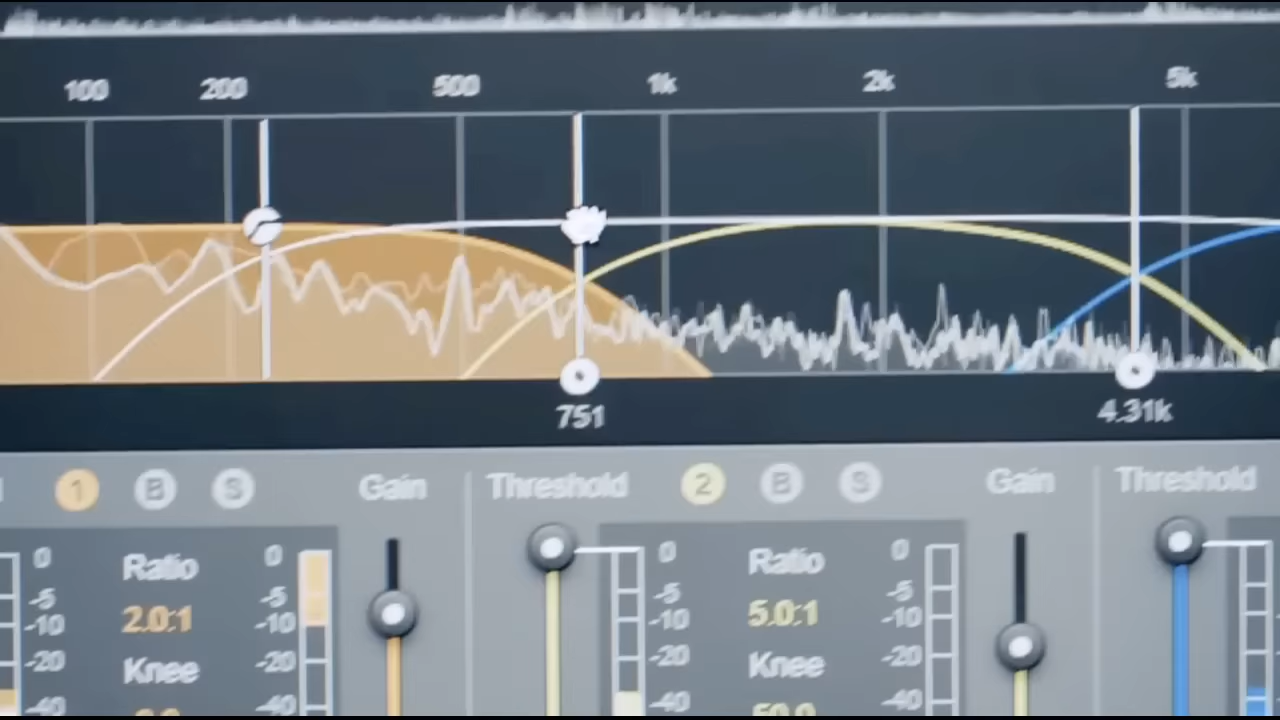 100 200 500 1k 2k 5k
751 4.31k
1 B S Gain Threshold 2 B S Gain Threshold
0 Ratio 0 0 Ratio 0
-5 -5 -5 -5
2.0:1 5.0:1
-10 -10 -10 -10
Knee Knee
-20 -20 -20 -20
-40 -40 -40 -40
50.0